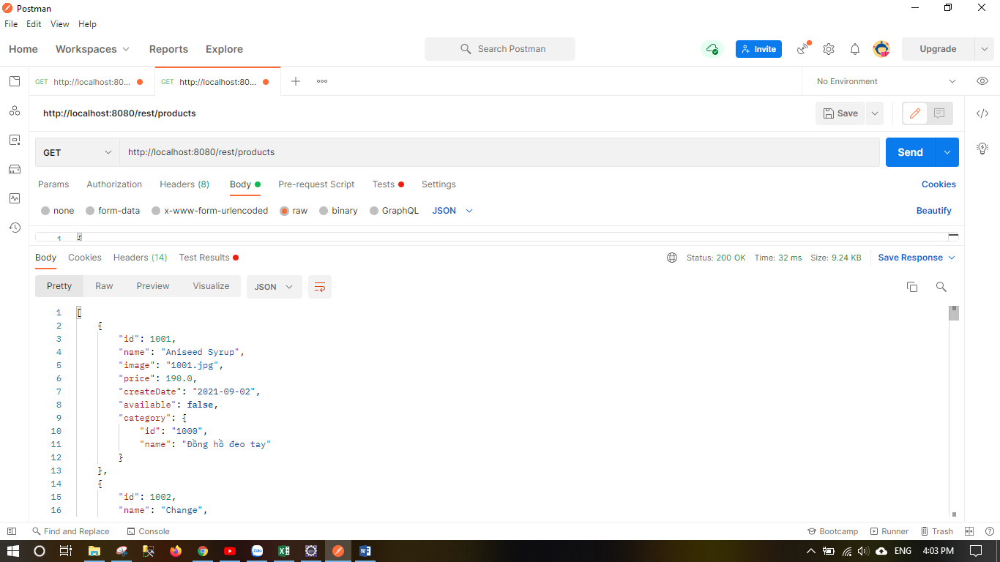 Postman
File Edit View Help
Home Workspaces Reports Explore Search Postman Invite Upgrade
GET http://localhost:80... GET http://localhost:80... No Environment
http://localhost:8080/rest/products Save
GET http://localhost:8080/rest/products Send
Params Authorization Headers (8) Body Pre-request Script Tests Settings Cookies
none form-data x-www-form-urlencoded raw binary GraphQL JSON Beautify
1 {
Body Cookies Headers (14) Test Results Status: 200 OK Time: 32 ms Size: 9.24 KB Save Response
Pretty Raw Preview Visualize JSON
1 [
2 {
3 "id": 1001,
4 "name": "Aniseed Syrup",
5 "image": "1001.jpg",
6 "price": 190.0,
7 "createDate": "2021-09-02",
8 "available": false,
9 "category": {
10 "id": "1000",
11 "name": "Đồng hồ đeo tay"
12 }
13 },
14 {
15 "id": 1002,
16 "name": "Change",
Find and Replace Console Bootcamp Runner Trash
Zalo ENG 4:03 PM